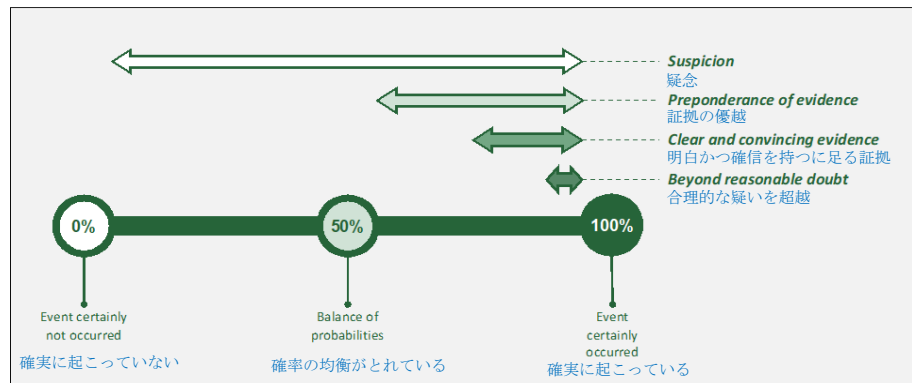 Suspicion
疑念
Preponderance of evidence
証拠の優越
Clear and convincing evidence
明白かつ確信を持つに足る証拠
Beyond reasonable doubt
合理的な疑いを超越
0%
50%
100%
Event certainly
not occurred
確実に起こっていない
Balance of
probabilities
確率の均衡がとれている
Event
certainly
occurred
確実に起こっている